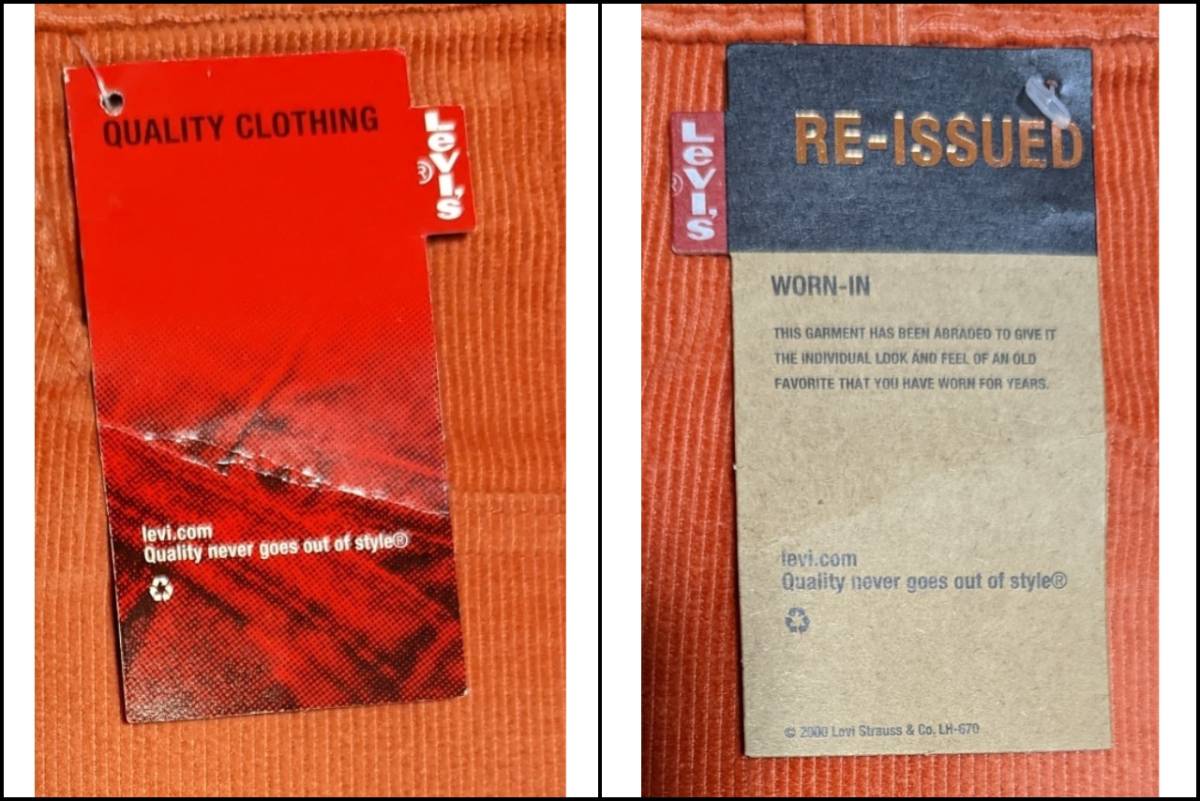 QUALITY CLOTHING
Levi's®
levi.com
Quality never goes out of style®
RE-ISSUED
Levi's®
WORN-IN
THIS GARMENT HAS BEEN ABRADED TO GIVE IT
THE INDIVIDUAL LOOK AND FEEL OF AN OLD
FAVORITE THAT YOU HAVE WORN FOR YEARS.
levi.com
Quality never goes out of style®
© 2000 Levi Strauss & Co. LH-670